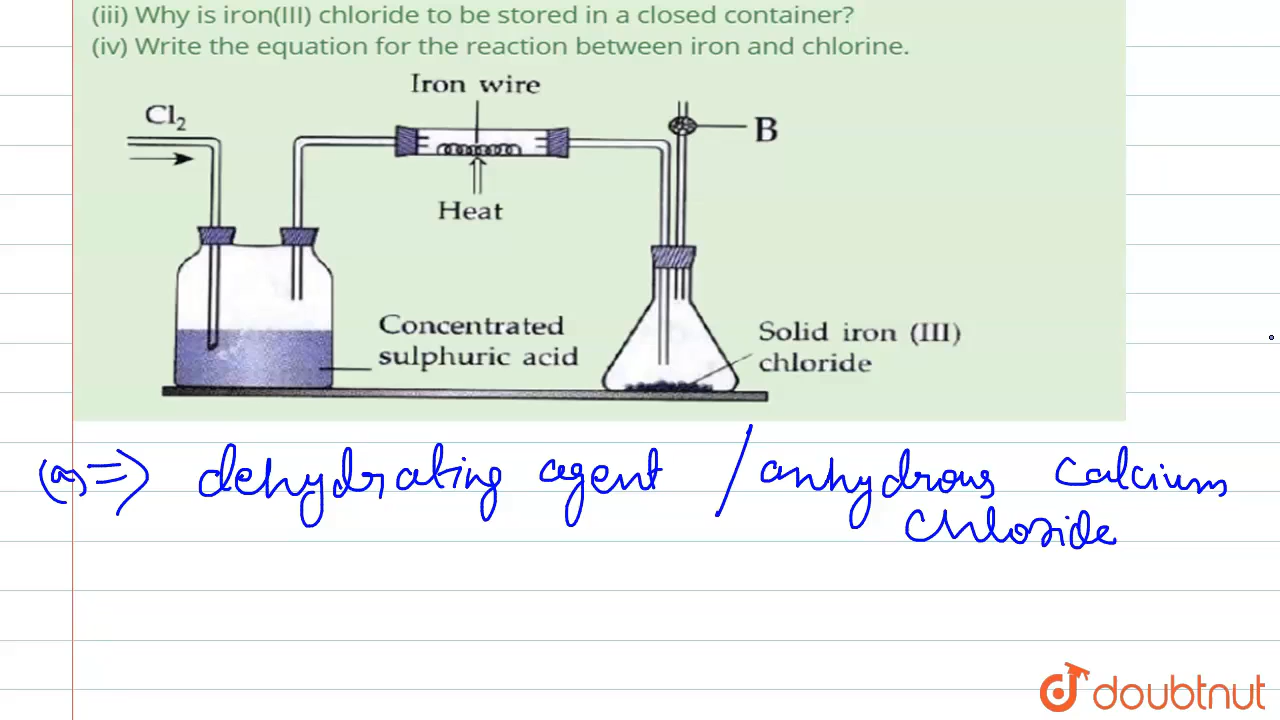 (iii) Why is iron(III) chloride to be stored in a closed container?
(iv) Write the equation for the reaction between iron and chlorine.
Iron wire
Cl₂
B
Heat
Concentrated
sulphuric acid
Solid iron (III)
chloride
(a) => dehydrating agent / anhydrous calcium
chloride
doubtnut